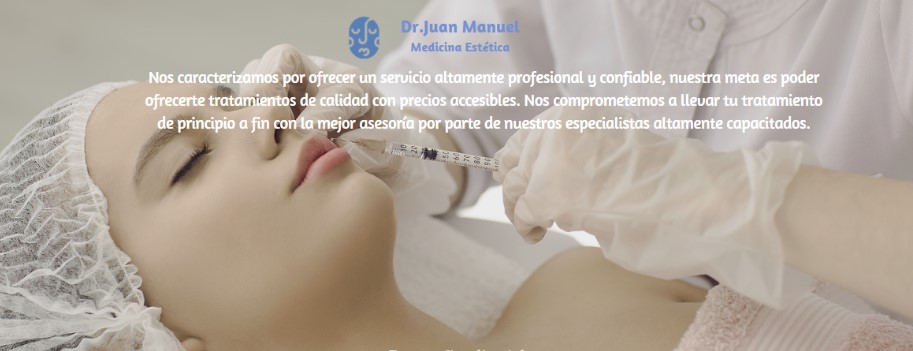 Dr.Juan Manuel
Medicina Estética
Nos caracterizamos por ofrecer un servicio altamente profesional y confiable, nuestra meta es poder
ofrecerte tratamientos de calidad con precios accesibles. Nos comprometemos a llevar tu tratamiento
de principio a fin con la mejor asesoría por parte de nuestros especialistas altamente capacitados.